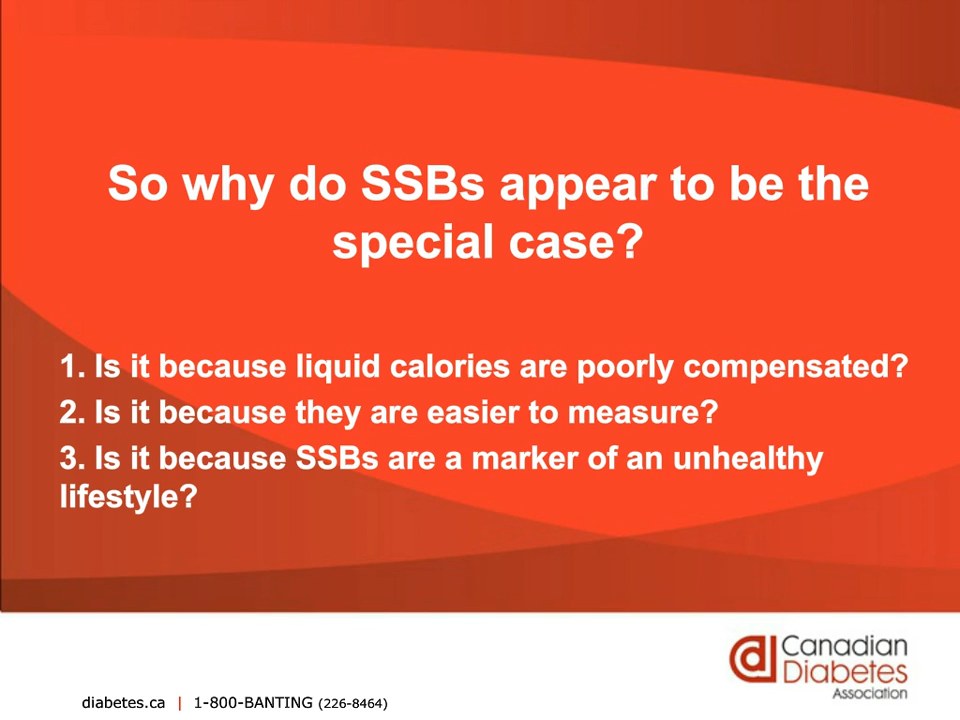 So why do SSBs appear to be the
special case?
1. Is it because liquid calories are poorly compensated?
2. Is it because they are easier to measure?
3. Is it because SSBs are a marker of an unhealthy
lifestyle?
Canadian
Diabetes
Association
diabetes.ca | 1-800-BANTING (226-8464)